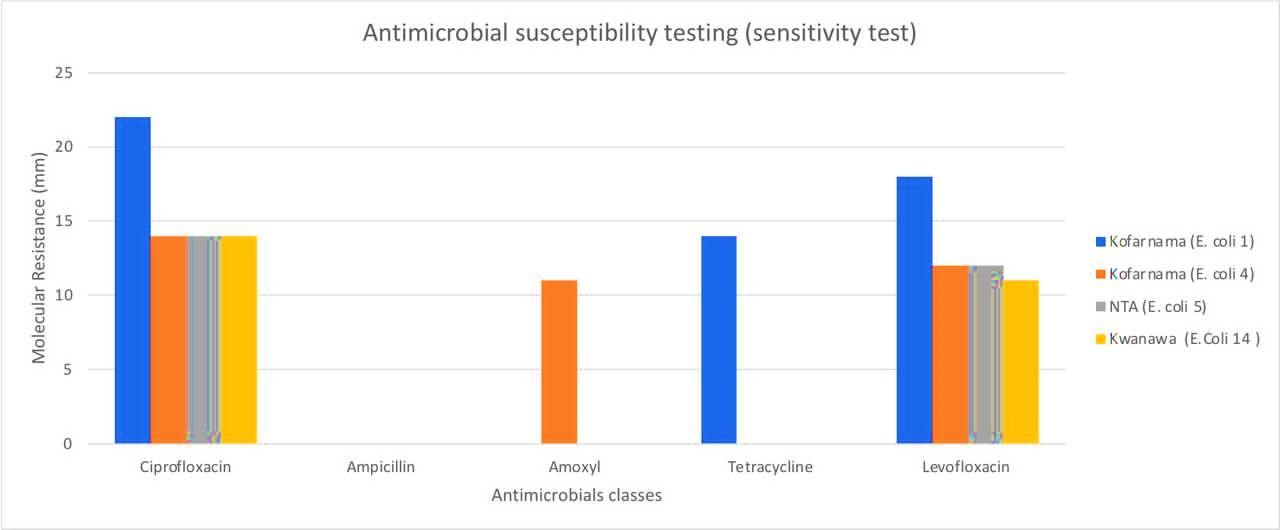 Antimicrobial susceptibility testing (sensitivity test)
25
20
15
10
5
0
Molecular Resistance (mm)
Ciprofloxacin
Ampicillin
Amoxyl
Tetracycline
Levofloxacin
Antimicrobials classes
Kofarnama (E. coli 1)
Kofarnama (E. coli 4)
NTA (E. coli 5)
Kwanawa (E.Coli 14 )